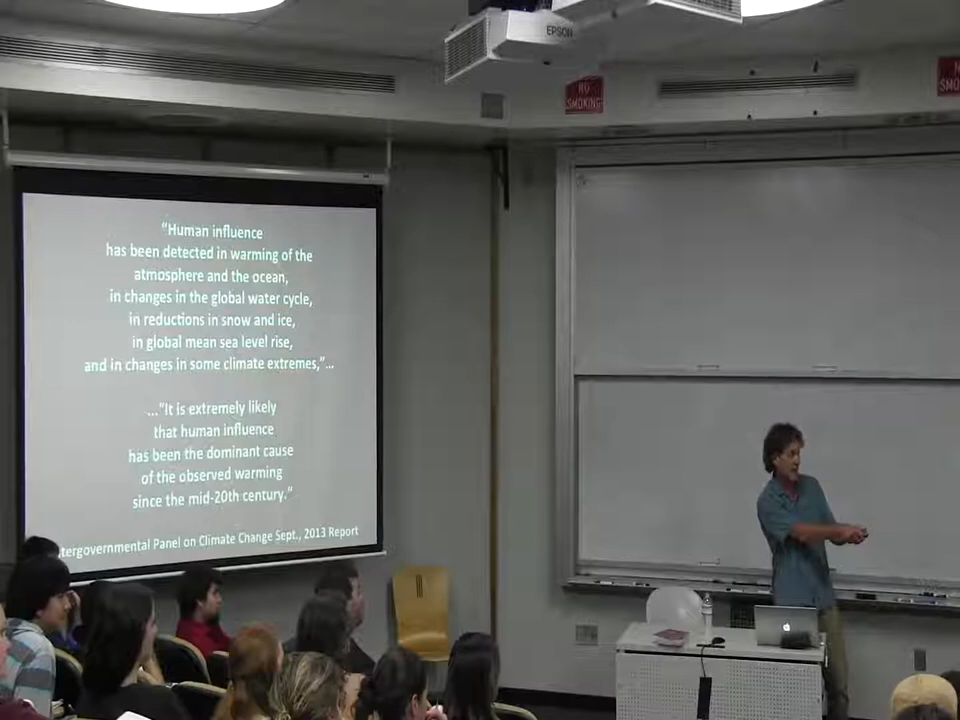 EPSON
NO
SMOKING
"Human influence
has been detected in warming of the
atmosphere and the ocean,
in changes in the global water cycle,
in reductions in snow and ice,
in global mean sea level rise,
and in changes in some climate extremes,"...
..."It is extremely likely
that human influence
has been the dominant cause
of the observed warming
since the mid-20th century."
tergovernmental Panel on Climate Change Sept., 2013 Report